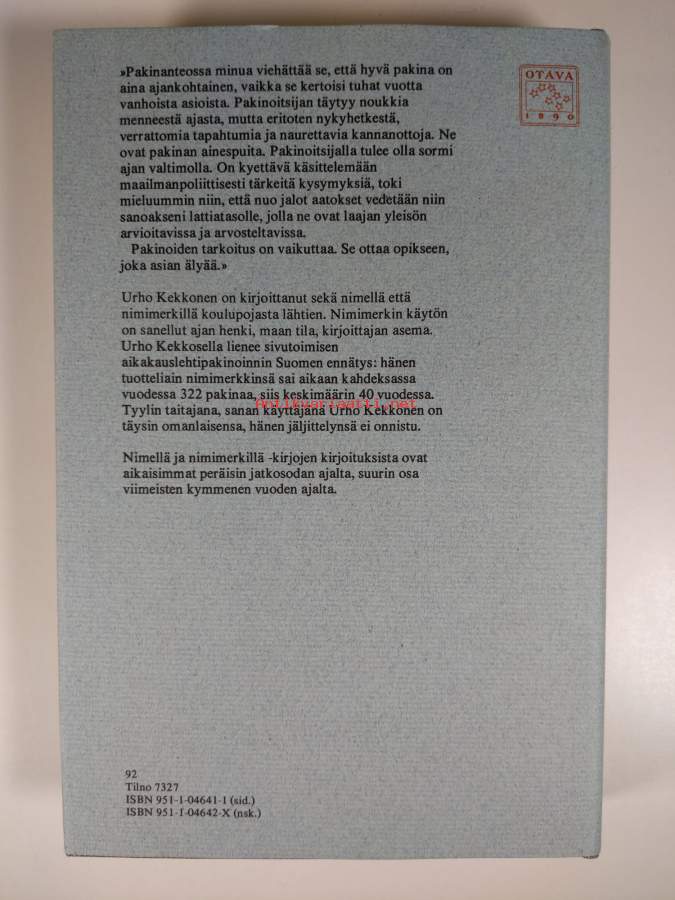 »Pakinanteossa minua viehättää se, että hyvä pakina on
aina ajankohtainen, vaikka se kertoisi tuhat vuotta
vanhoista asioista. Pakinoitsijan täytyy noukkia
menneestä ajasta, mutta eritoten nykyhetkestä,
verrattomia tapahtumia ja naurettavia kannanottoja. Ne
ovat pakinan ainespuita. Pakinoitsijalla tulee olla sormi
ajan valtimolla. On kyettävä käsittelemään
maailmanpoliittisesti tärkeitä kysymyksiä, toki
mieluummin niin, että nuo jalot aatokset vedetään niin
sanoakseni lattiatasolle, jolla ne ovat laajan yleisön
arvioitavissa ja arvosteltavissa.
Pakinoiden tarkoitus on vaikuttaa. Se ottaa opikseen,
joka asian älyää.»
OTAVA
1890
Urho Kekkonen on kirjoittanut sekä nimellä että
nimimerkillä koulupojasta lähtien. Nimimerkin käytön
on sanellut ajan henki, maan tila, kirjoittajan asema.
Urho Kekkosella lienee sivutoimisen
aikakauslehtipakinoinnin Suomen ennätys: hänen
tuotteliain nimimerkkinsä sai aikaan kahdeksassa
vuodessa 322 pakinaa, siis keskimäärin 40 vuodessa.
Tyylin taitajana, sanan käyttäjänä Urho Kekkonen on
täysin omanlaisensa, hänen jäljittelynsä ei onnistu.
Antikvariaatti.net
Nimellä ja nimimerkillä -kirjojen kirjoituksista ovat
aikaisimmat peräisin jatkosodan ajalta, suurin osa
viimeisten kymmenen vuoden ajalta.
92
Tilno 7327
ISBN 951-1-04641-1 (sid.)
ISBN 951-1-04642-X (nsk.)